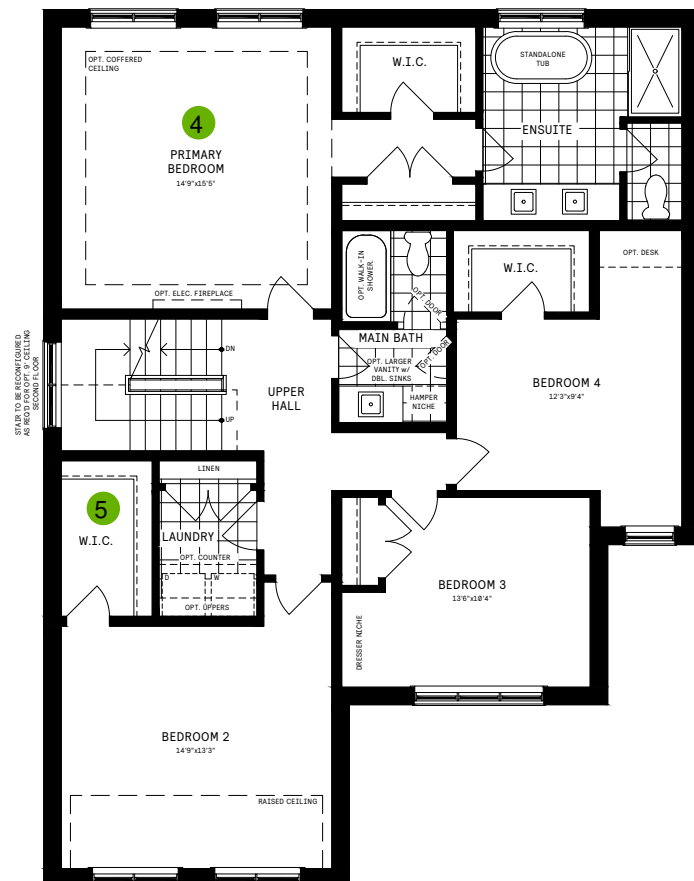 OPT. COFFERED
CEILING
4
PRIMARY
BEDROOM
14'9"x15'5"
W.I.C.
STANDALONE
TUB
ENSUITE
OPT. ELEC. FIREPLACE
OPT. WALK-IN
SHOWER
OPT. DOOR
W.I.C.
OPT. DESK
STAIR TO BE RECONFIGURED
AS REQ'D FOR OPT. 9' CEILING
SECOND FLOOR
DN
UP
UPPER
HALL
MAIN BATH
OPT. DOOR
OPT. LARGER
VANITY w/
DBL. SINKS
HAMPER
NICHE
BEDROOM 4
12'3"x9'4"
5
W.I.C.
LINEN
LAUNDRY
OPT. COUNTER
D
W
OPT. UPPERS
BEDROOM 3
13'6"x10'4"
DRESSER NICHE
BEDROOM 2
14'9"x13'3"
RAISED CEILING